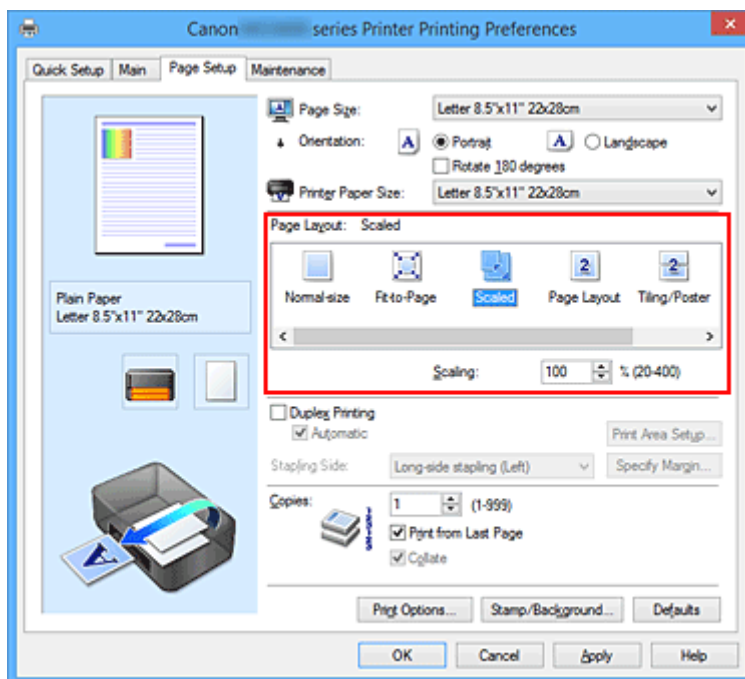 Canon series Printer Printing Preferences
Quick Setup Main Page Setup Maintenance
Page Size: Letter 8.5"x11" 22x28cm
Orientation: A Portrait A Landscape
Rotate 180 degrees
Printer Paper Size: Letter 8.5"x11" 22x28cm
Page Layout: Scaled
2 2
Normal-size Fit-to-Page Scaled Page Layout Tiling/Poster
Plain Paper
Letter 8.5"x11" 22x28cm
Scaling: 100 % (20-400)
Duplex Printing
Automatic
Print Area Setup...
Stapling Side: Long-side stapling (Left) Specify Margin...
Copies: 1 (1-999)
Print from Last Page
Collate
A
Print Options... Stamp/Background... Defaults
OK Cancel Apply Help